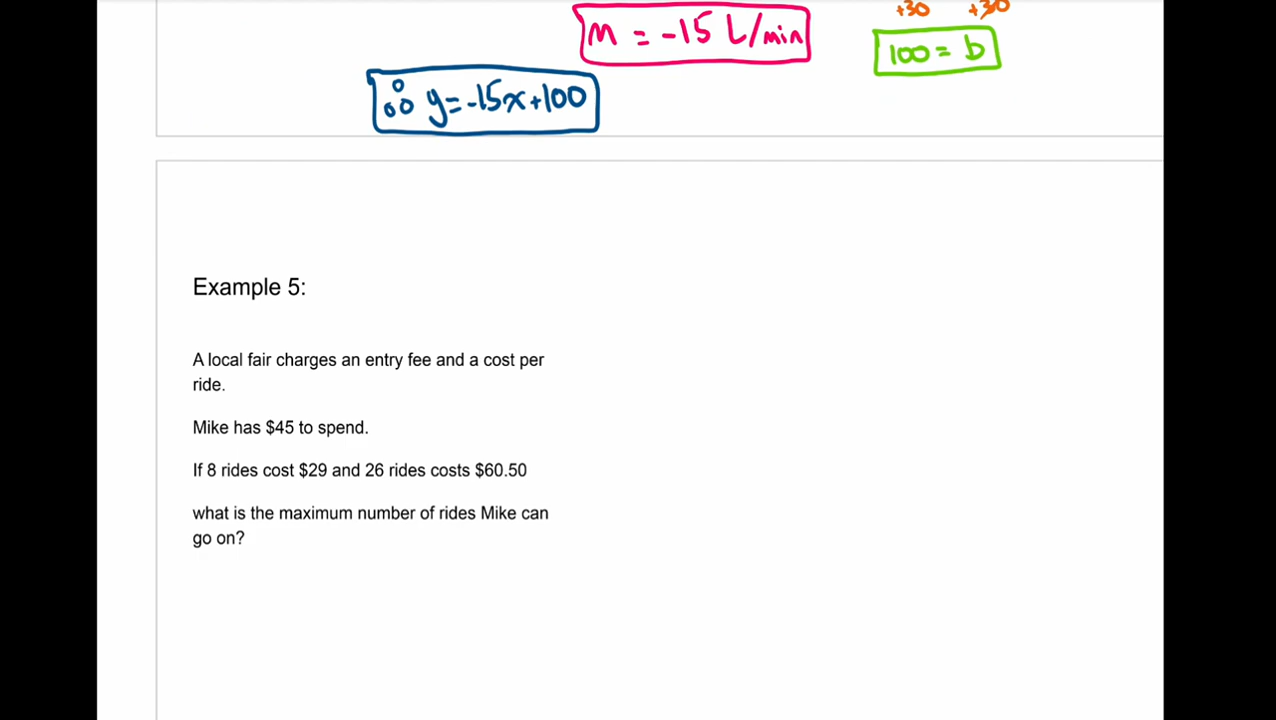 +30 +30
m = -15 L/min
100 = b
∴ y=-15x+100
Example 5:
A local fair charges an entry fee and a cost per
ride.
Mike has $45 to spend.
If 8 rides cost $29 and 26 rides costs $60.50
what is the maximum number of rides Mike can
go on?